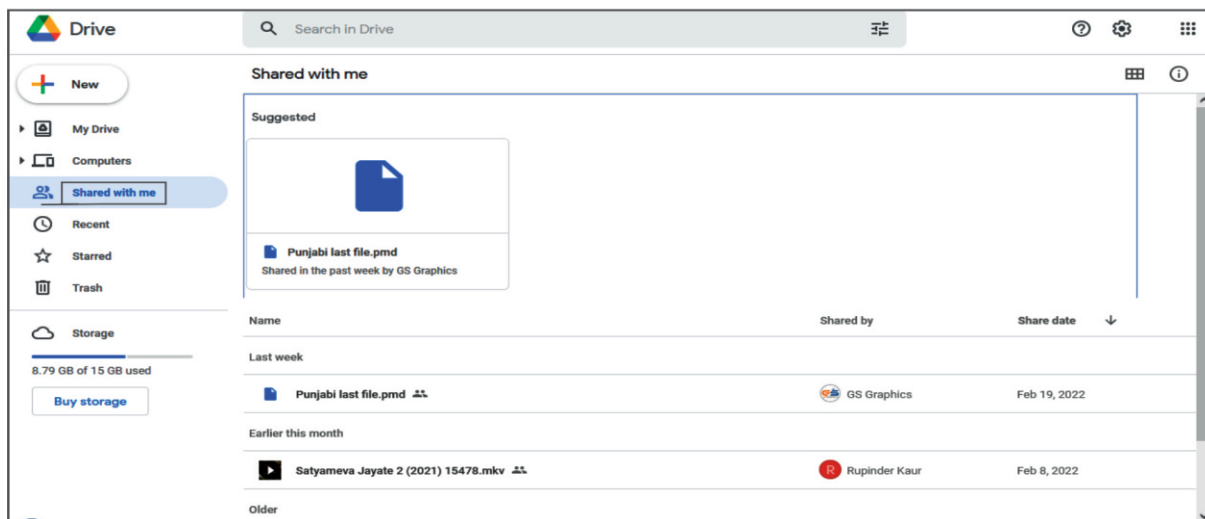 Drive
Search in Drive
New
Shared with me
Suggested
My Drive
Computers
Shared with me
Recent
Starred
Trash
Punjabi last file.pmd
Shared in the past week by GS Graphics
Storage
8.79 GB of 15 GB used
Buy storage
Name Shared by Share date
Last week
Punjabi last file.pmd GS Graphics Feb 19, 2022
Earlier this month
Satyameva Jayate 2 (2021) 15478.mkv R Rupinder Kaur Feb 8, 2022
Older